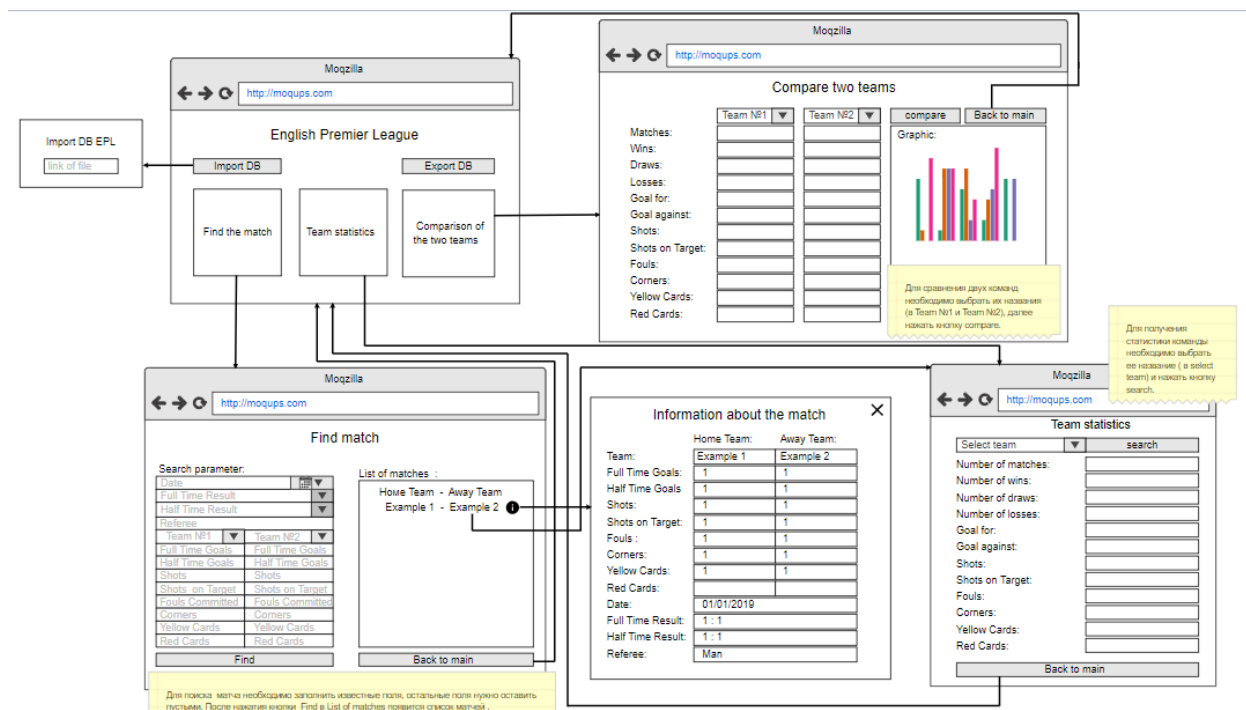 Moqzilla
http://moqups.com
English Premier League
Import DB
Export DB
Find the match
Team statistics
Comparison of
the two teams
Import DB EPL
link of file
Moqzilla
http://moqups.com
Compare two teams
Team №1
Team №2
compare
Back to main
Matches:
Wins:
Draws:
Losses:
Goal for:
Goal against:
Shots:
Shots on Target:
Fouls:
Corners:
Yellow Cards:
Red Cards:
Graphic:
Для сравнения двух команд
необходимо выбрать их названия
(в Team №1 и Team №2), далее
нажать кнопку compare.
Moqzilla
http://moqups.com
Find match
Search parameter:
Date
Full Time Result
Half Time Result
Referee
Team №1 Team №2
Full Time Goals Full Time Goals
Half Time Goals Half Time Goals
Shots Shots
Shots on Target Shots on Target
Fouls Committed Fouls Committed
Corners Corners
Yellow Cards Yellow Cards
Red Cards Red Cards
Find
List of matches :
Номе Team - Away Team
Example 1 - Example 2
Back to main
Для поиска матча необходимо заполнить известные поля, остальные поля нужно оставить
пустыми. После нажатия кнопки Find в List of matches появится список матчей .
Information about the match
Home Team: Away Team:
Team: Example 1 Example 2
Full Time Goals: 1 1
Half Time Goals 1 1
Shots: 1 1
Shots on Target: 1 1
Fouls : 1 1
Corners: 1 1
Yellow Cards: 1 1
Red Cards:
Date: 01/01/2019
Full Time Result: 1 : 1
Half Time Result: 1 : 1
Referee: Man
Moqzilla
http://moqups.com
Team statistics
Select team
search
Number of matches:
Number of wins:
Number of draws:
Number of losses:
Goal for:
Goal against:
Shots:
Shots on Target:
Fouls:
Corners:
Yellow Cards:
Red Cards:
Back to main
Для получения
статистики команды
необходимо выбрать
ее название ( в select
team) и нажать кнопку
search.